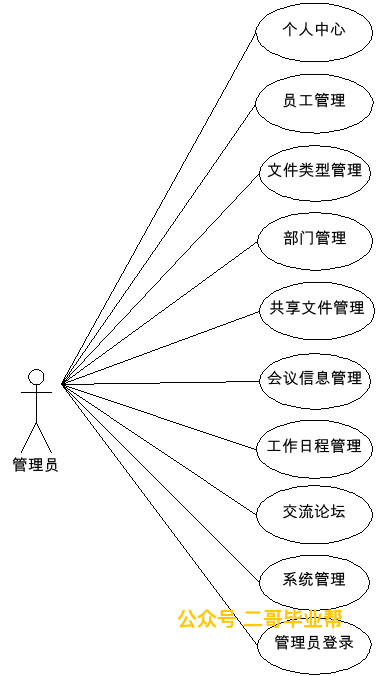 个人中心
员工管理
文件类型管理
部门管理
共享文件管理
会议信息管理
管理员
工作日程管理
交流论坛
系统管理
公众号 二哥毕业帮
管理员登录